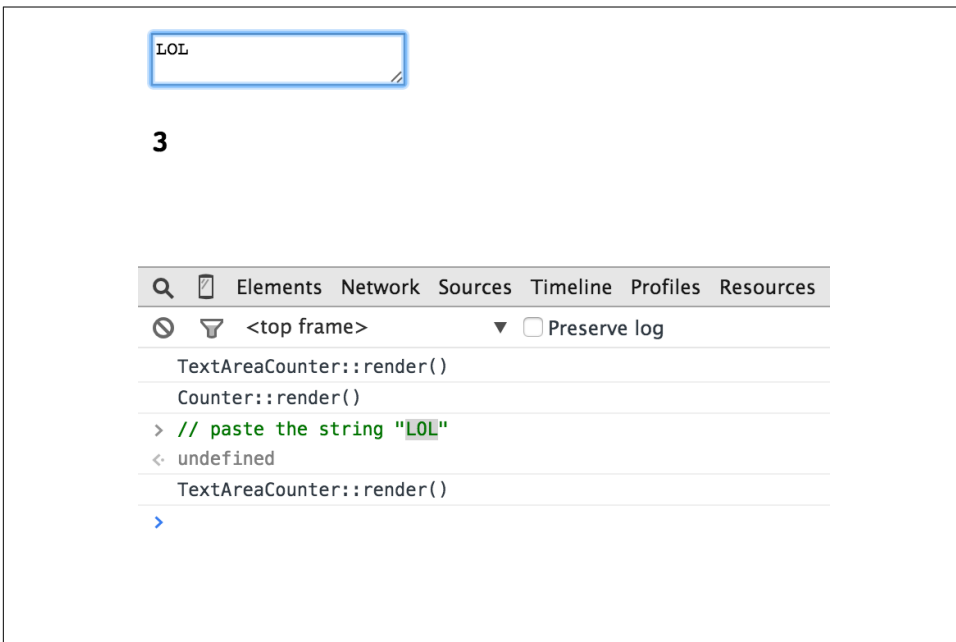 LOL
3
Elements Network Sources Timeline Profiles Resources
<top frame> ▼ Preserve log
TextAreaCounter::render()
Counter::render()
> // paste the string "LOL"
<· undefined
TextAreaCounter::render()
>